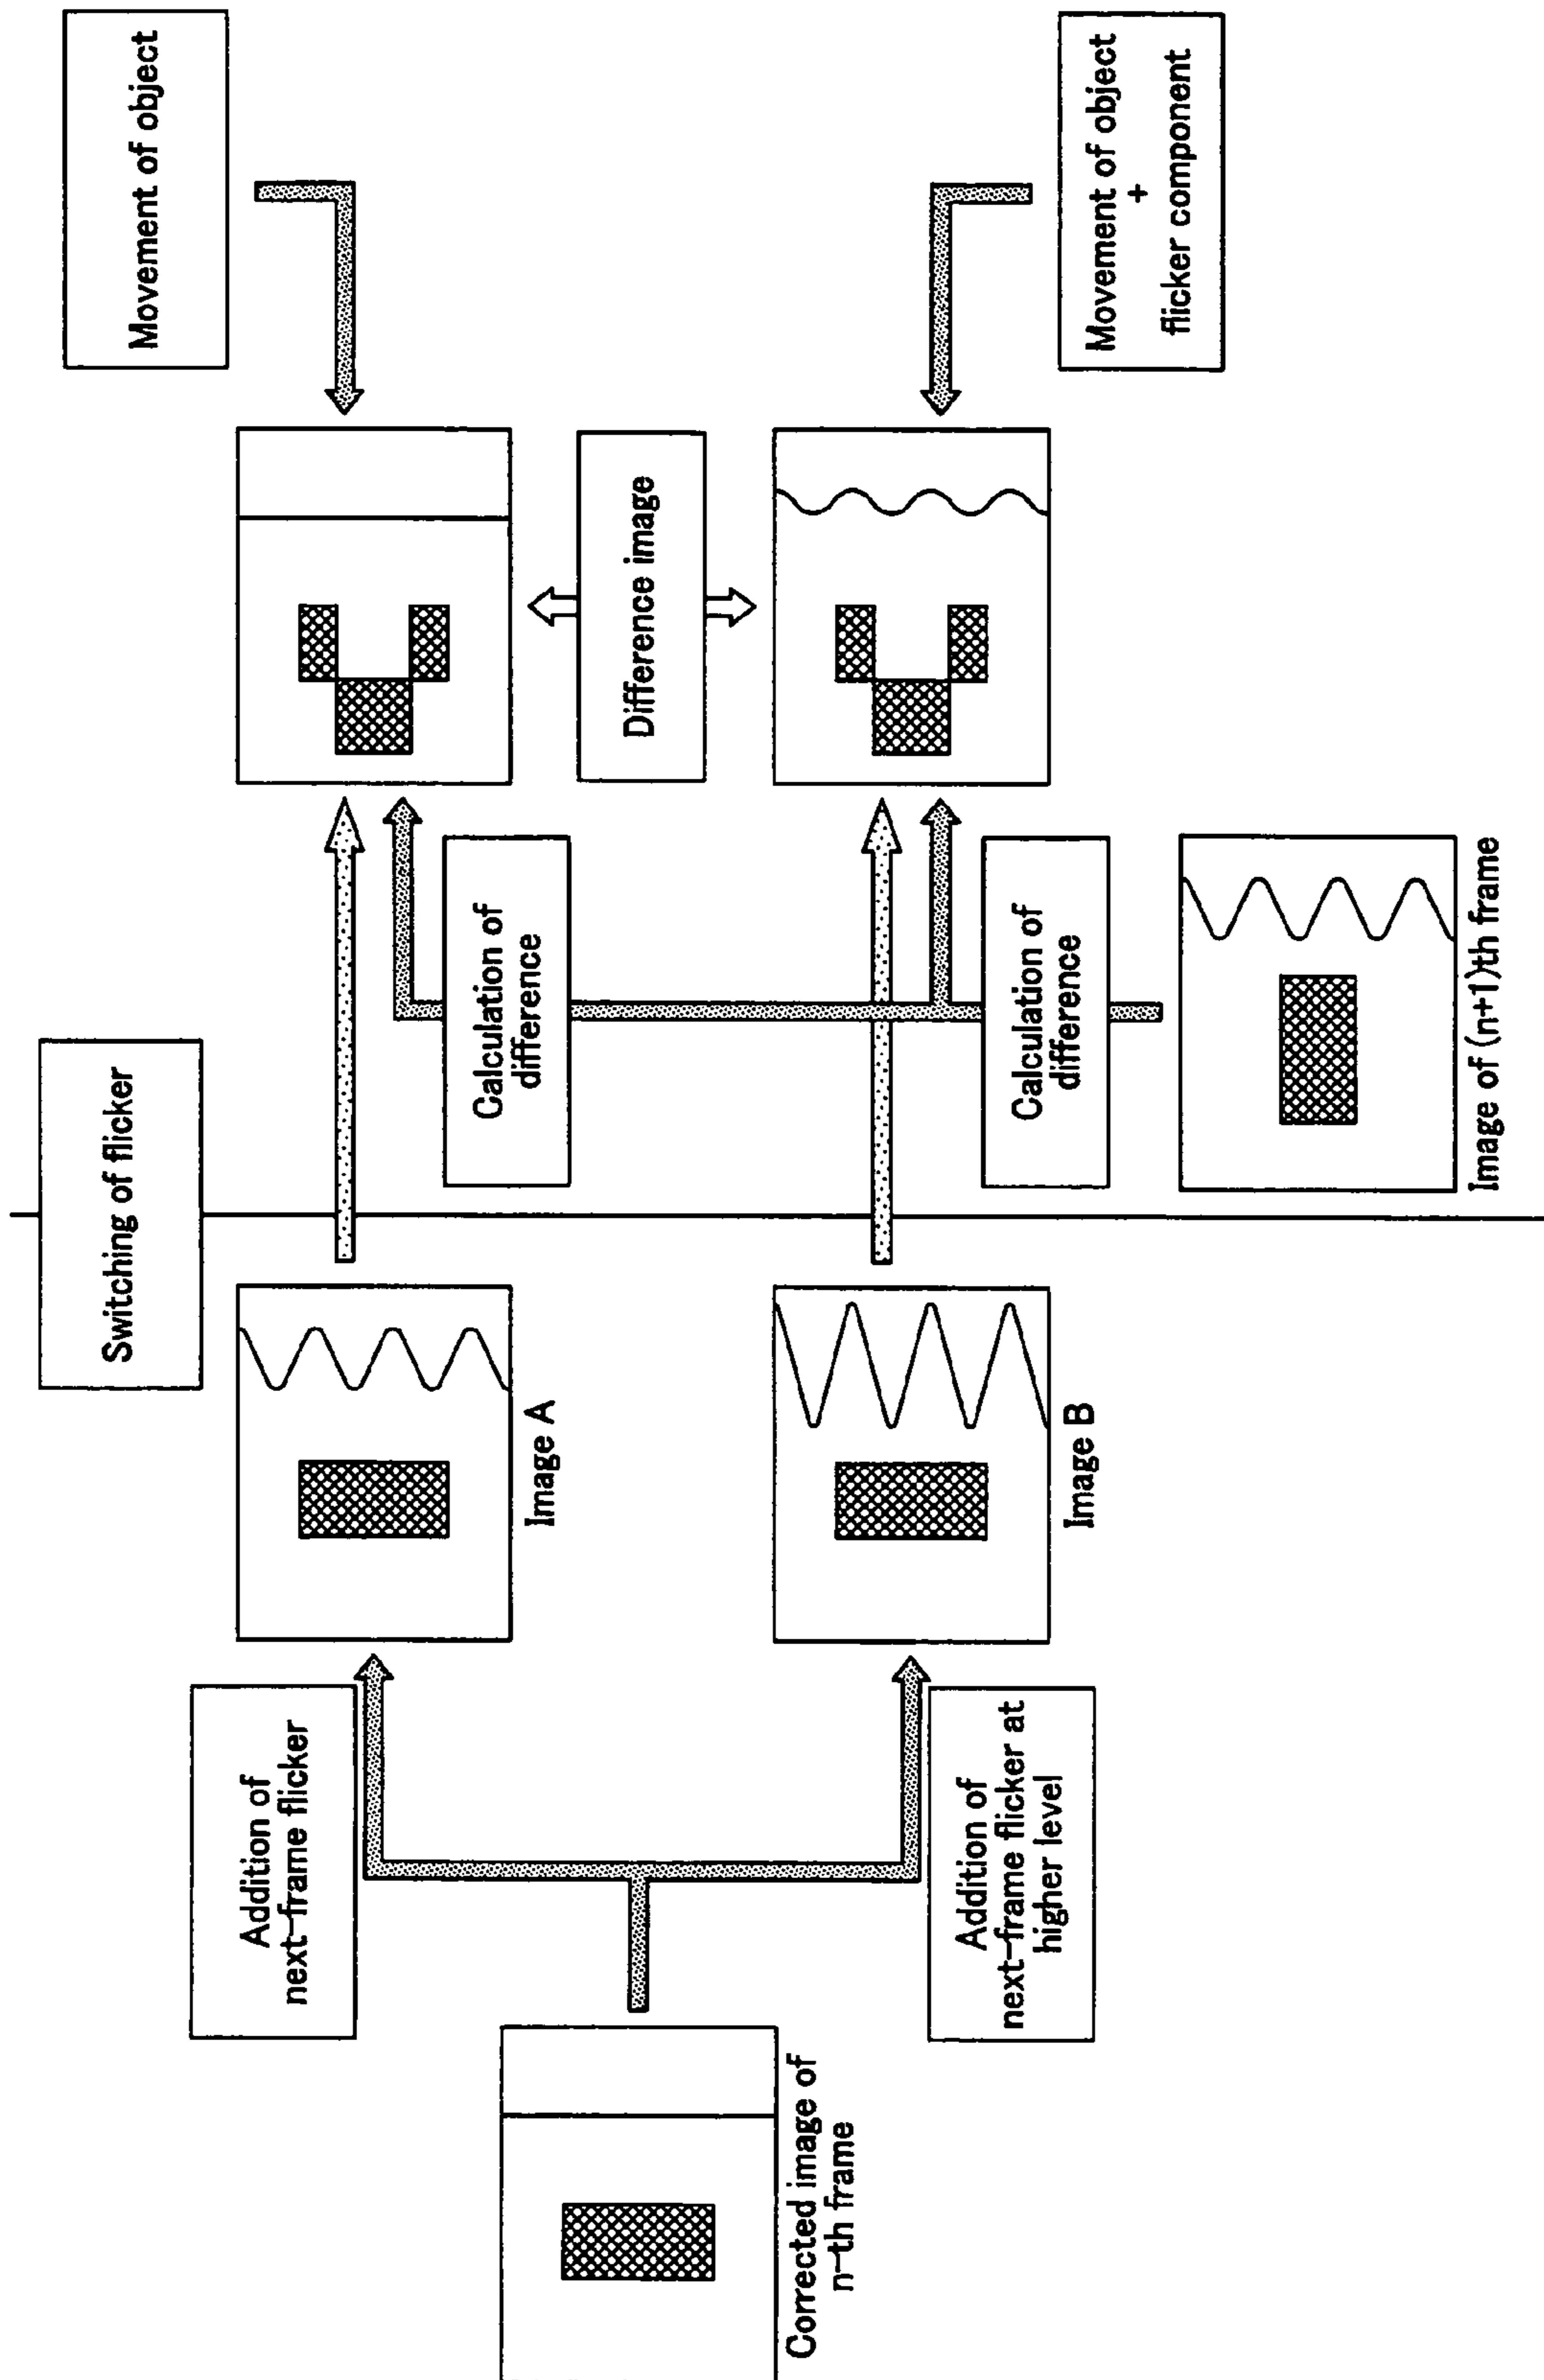 Corrected image of
n-th frame
Addition of
next-frame flicker
Addition of
next-frame flicker at
higher level
Image A
Image B
Switching of flicker
Calculation of
difference
Calculation of
difference
Image of (n+1)th frame
Difference image
Movement of object
Movement of object
+
flicker component